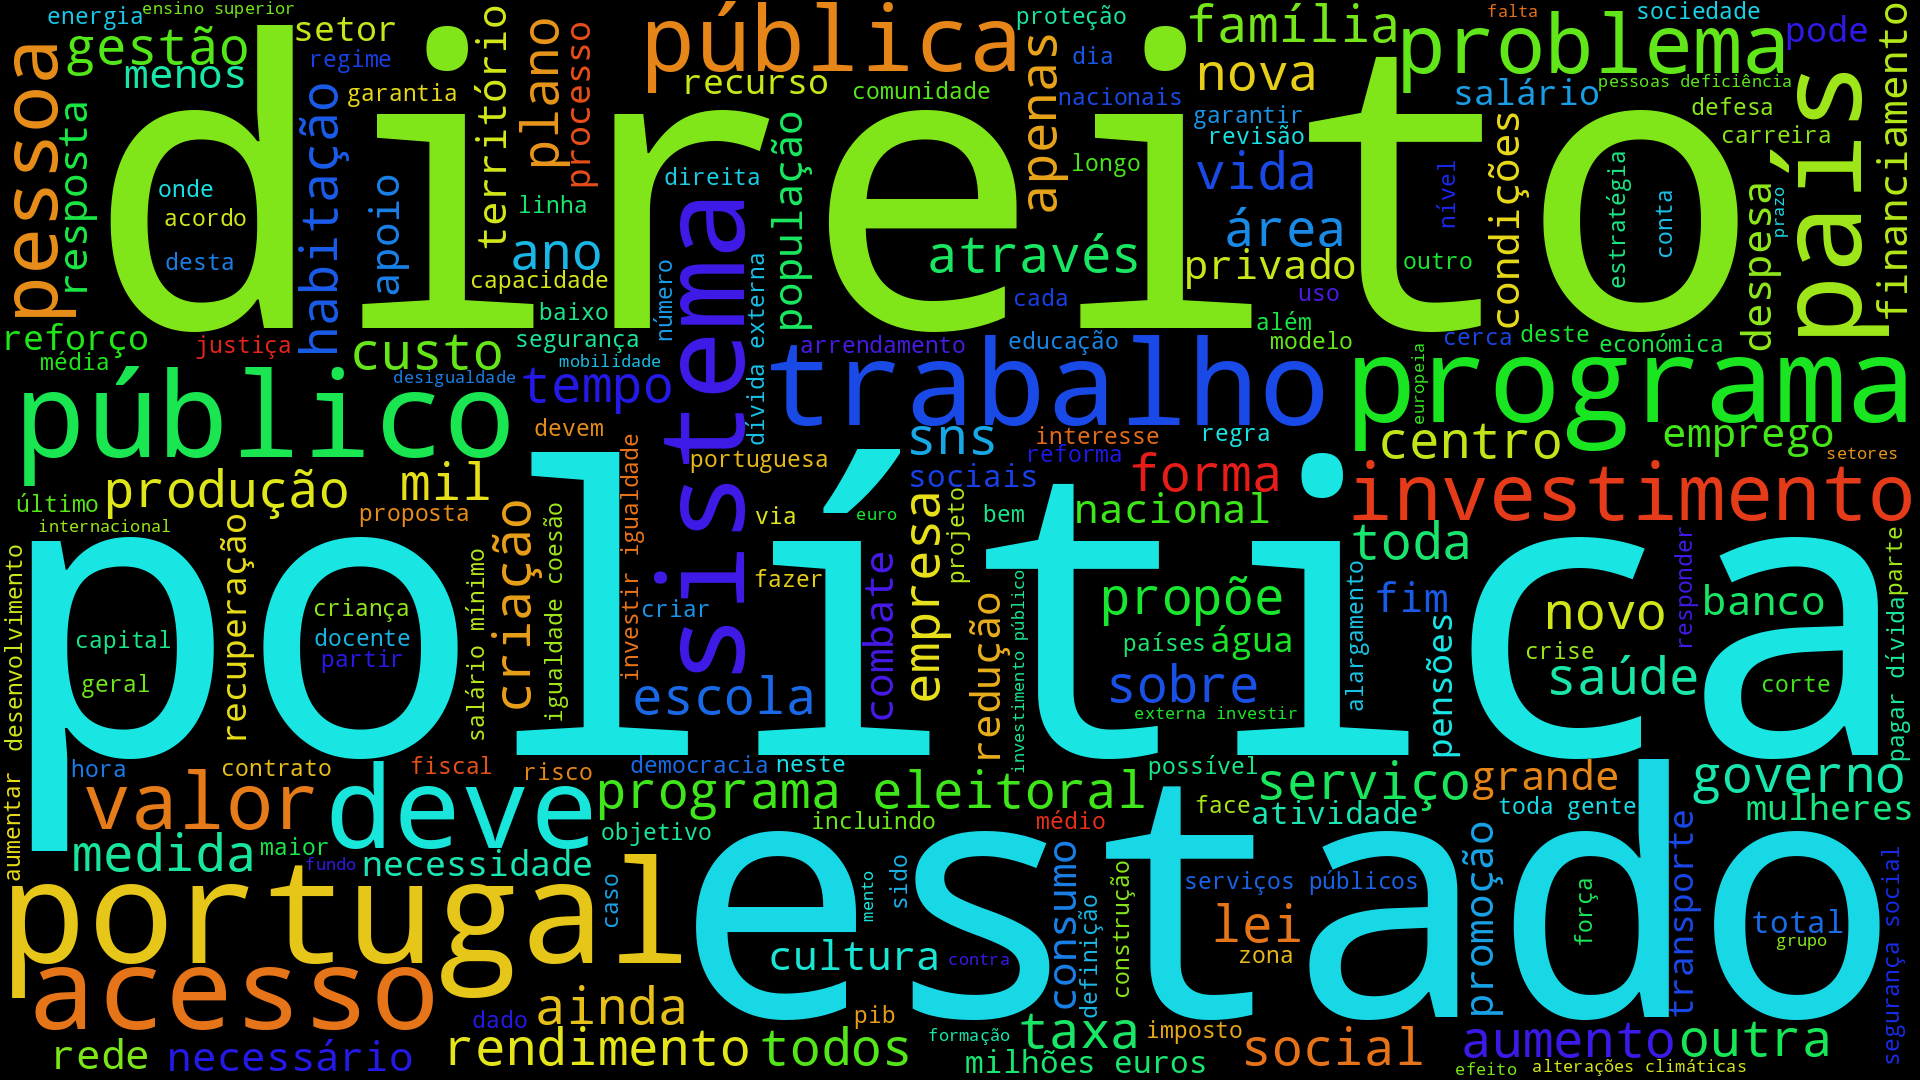 direito
política
estado
energia
ensino superior
gestão
setor
menos
regime
garantia
pessoa
resposta
onde
acordo
desta
habitação
apoio
território
plano
processo
linha
ano
capacidade
baixo
segurança
mobilidade
número
pública
recurso
direita
sistema
dívida externa
população
comunidade
através
cada
apenas
proteção
dia
nacionais
longo
família
nova
garantir
revisão
vida
área
privado
uso
além
modelo
problema
falta
sociedade
pode
pessoas deficiência
salário
defesa
carreira
nível
condições
outro
estratégia
conta
prazo
despesa
país
financiamento
reforço
média
justiça
custo
desigualdade
tempo
arrendamento
educação
cerca
deste
económica
público
trabalho
programa
europeia
devem
portuguesa
sns
sociais
interesse
reforma
regra
forma
centro
emprego
setores
investimento
produção
mil
último
internacional
proposta
recuperação
criação
igualdade coesão
investir igualdade
salário mínimo
via
euro
fazer
criar
combate
empresa
projeto
bem
nacional
toda
redução
investimento público
propõe
países
água
sobre
externa investir
alargamento
fim
pensões
novo
crise
saúde
responder
banco
corte
parte
pagar dívida
criança
docente
partir
capital
geral
escola
aumentar desenvolvimento
hora
contrato
fiscal
risco
democracia
neste
possível
valor
deve
programa eleitoral
serviço
grande
governo
medida
maior
fundo
necessidade
objetivo
incluindo
médio
face
atividade
toda gente
mulheres
portugal
caso
mento
sido
consumo
definição
construção
serviços públicos
lei
zona
promoção
força
transporte
total
grupo
segurança social
cultura
contra
acesso
dado
ainda
pib
rede
necessário
rendimento
todos
formação
taxa
milhões euros
imposto
social
aumento
outra
efeito
alterações climáticas